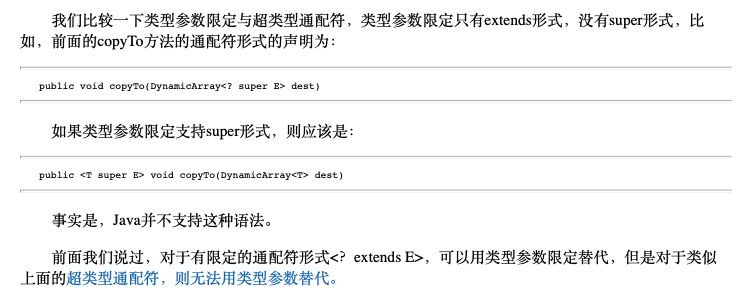 我们比较一下类型参数限定与超类型通配符，类型参数限定只有extends形式，没有super形式，比
如，前面的copyTo方法的通配符形式的声明为：
public void copyTo(DynamicArray<? super E> dest)
如果类型参数限定支持super形式，则应该是：
public <T super E> void copyTo(DynamicArray<T> dest)
事实是，Java并不支持这种语法。
前面我们说过，对于有限定的通配符形式<? extends E>，可以用类型参数限定替代，但是对于类似
上面的超类型通配符，则无法用类型参数替代。